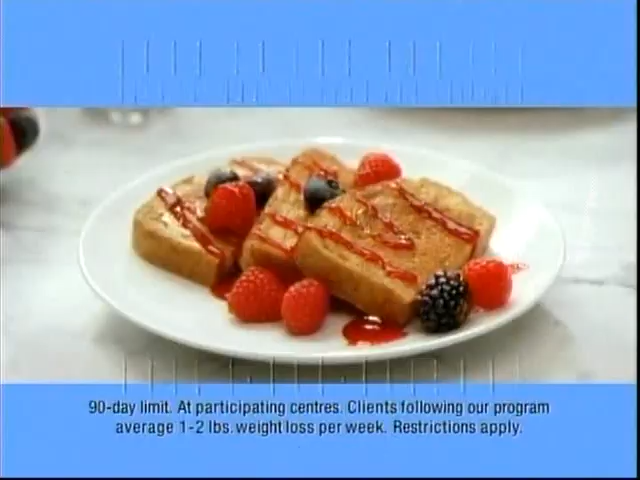 90-day limit. At participating centres. Clients following our program
average 1-2 lbs. weight loss per week. Restrictions apply.